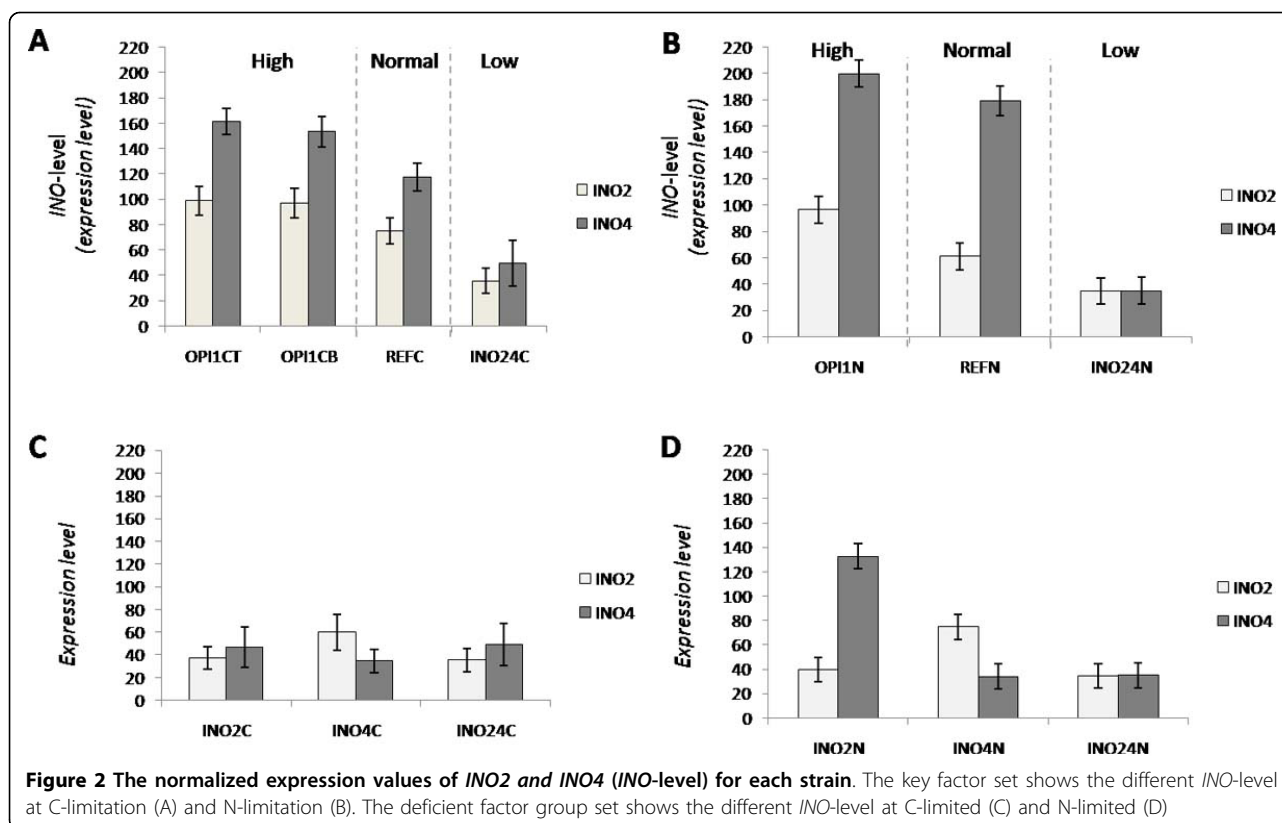 A
220
200
180
160
140
120
100
80
60
40
20
0
INO-level
(expression level)
High
Normal
Low
OPI1CT
OPI1CB
REFC
INO24C
INO2
INO4
B
220
200
180
160
140
120
100
80
60
40
20
0
INO-level
(expression level)
High
Normal
Low
OPI1N
REFN
INO24N
INO2
INO4
C
220
200
180
160
140
120
100
80
60
40
20
0
Expression level
INO2C
INO4C
INO24C
INO2
INO4
D
220
200
180
160
140
120
100
80
60
40
20
0
Expression level
INO2N
INO4N
INO24N
INO2
INO4
Figure 2 The normalized expression values of INO2 and INO4 (INO-level) for each strain. The key factor set shows the different INO-level
at C-limitation (A) and N-limitation (B). The deficient factor group set shows the different INO-level at C-limited (C) and N-limited (D)